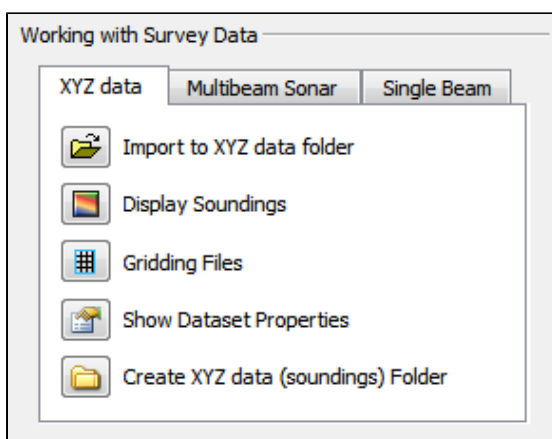 Working with Survey Data
XYZ data Multibeam Sonar Single Beam
Import to XYZ data folder
Display Soundings
Gridding Files
Show Dataset Properties
Create XYZ data (soundings) Folder